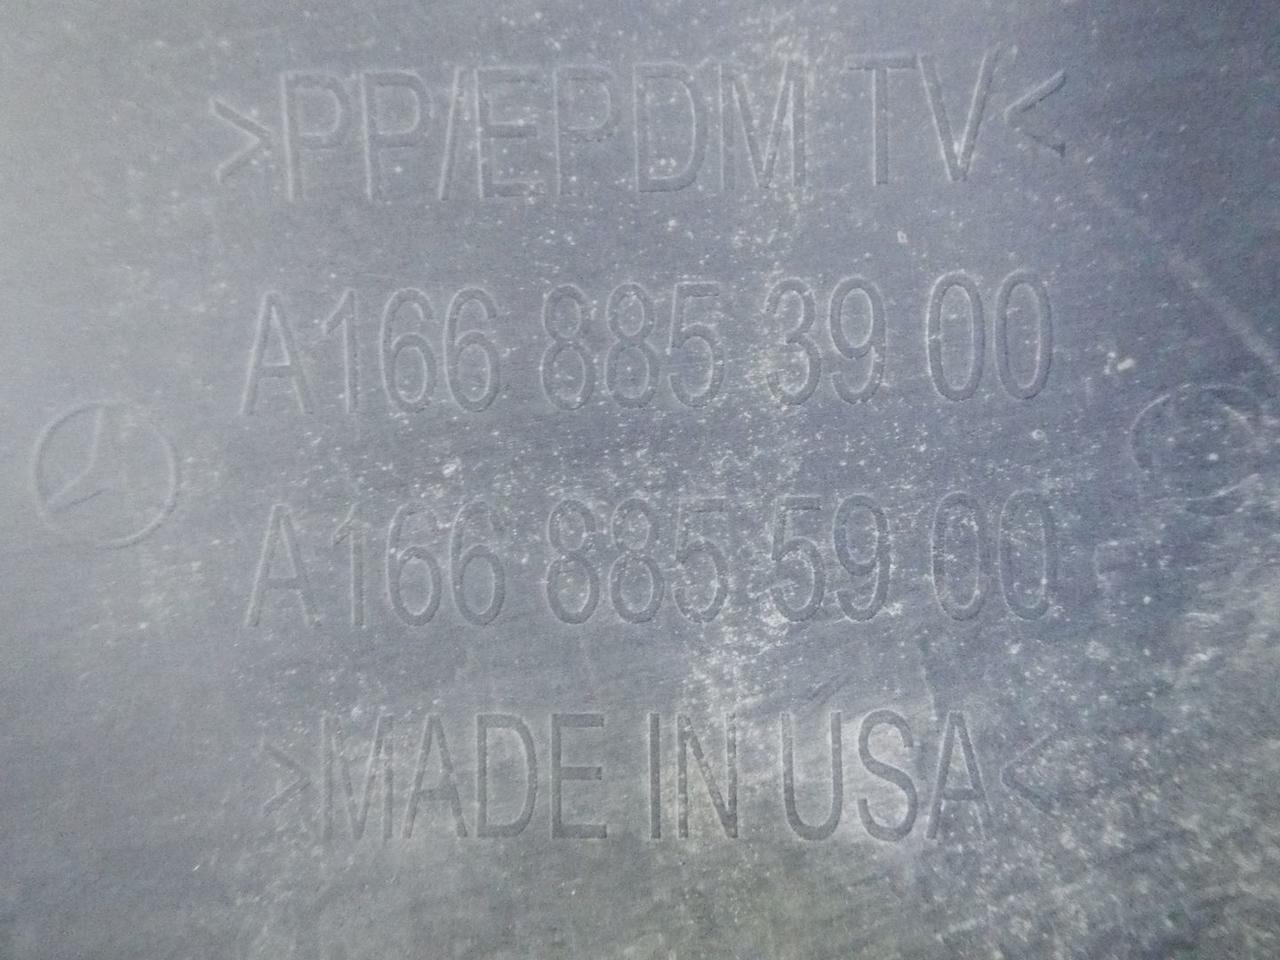 >PP/EPDM TV<
A166 885 39 00
A166 885 59 00
>MADE IN USA<